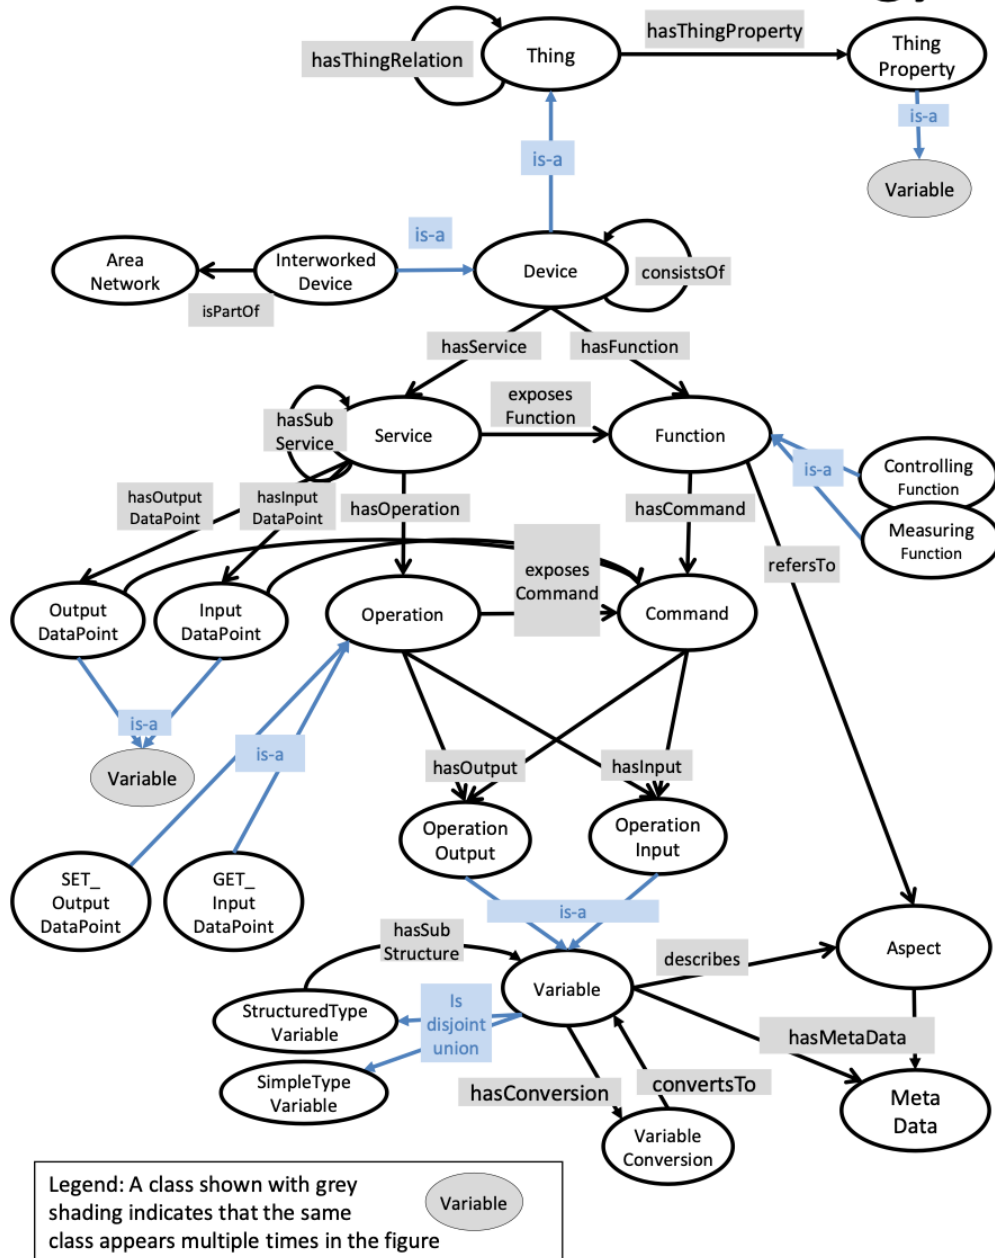 hasThingRelation
Thing
hasThingProperty
Thing
Property
is-a
Variable
is-a
Area
Network
isPartOf
Interworked
Device
is-a
Device
consistsOf
hasService
hasFunction
hasSub
Service
Service
exposes
Function
Function
is-a
Controlling
Function
Measuring
Function
hasOutput
DataPoint
hasInput
DataPoint
hasOperation
hasCommand
refersTo
Output
DataPoint
Input
DataPoint
Operation
exposes
Command
Command
is-a
Variable
is-a
hasOutput
hasInput
SET_
Output
DataPoint
GET_
Input
DataPoint
Operation
Output
Operation
Input
is-a
hasSub
Structure
StructuredType
Variable
SimpleType
Variable
Is
disjoint
union
Variable
describes
Aspect
hasMetaData
Meta
Data
hasConversion
convertsTo
Variable
Conversion
Legend: A class shown with grey
shading indicates that the same
class appears multiple times in the figure
Variable